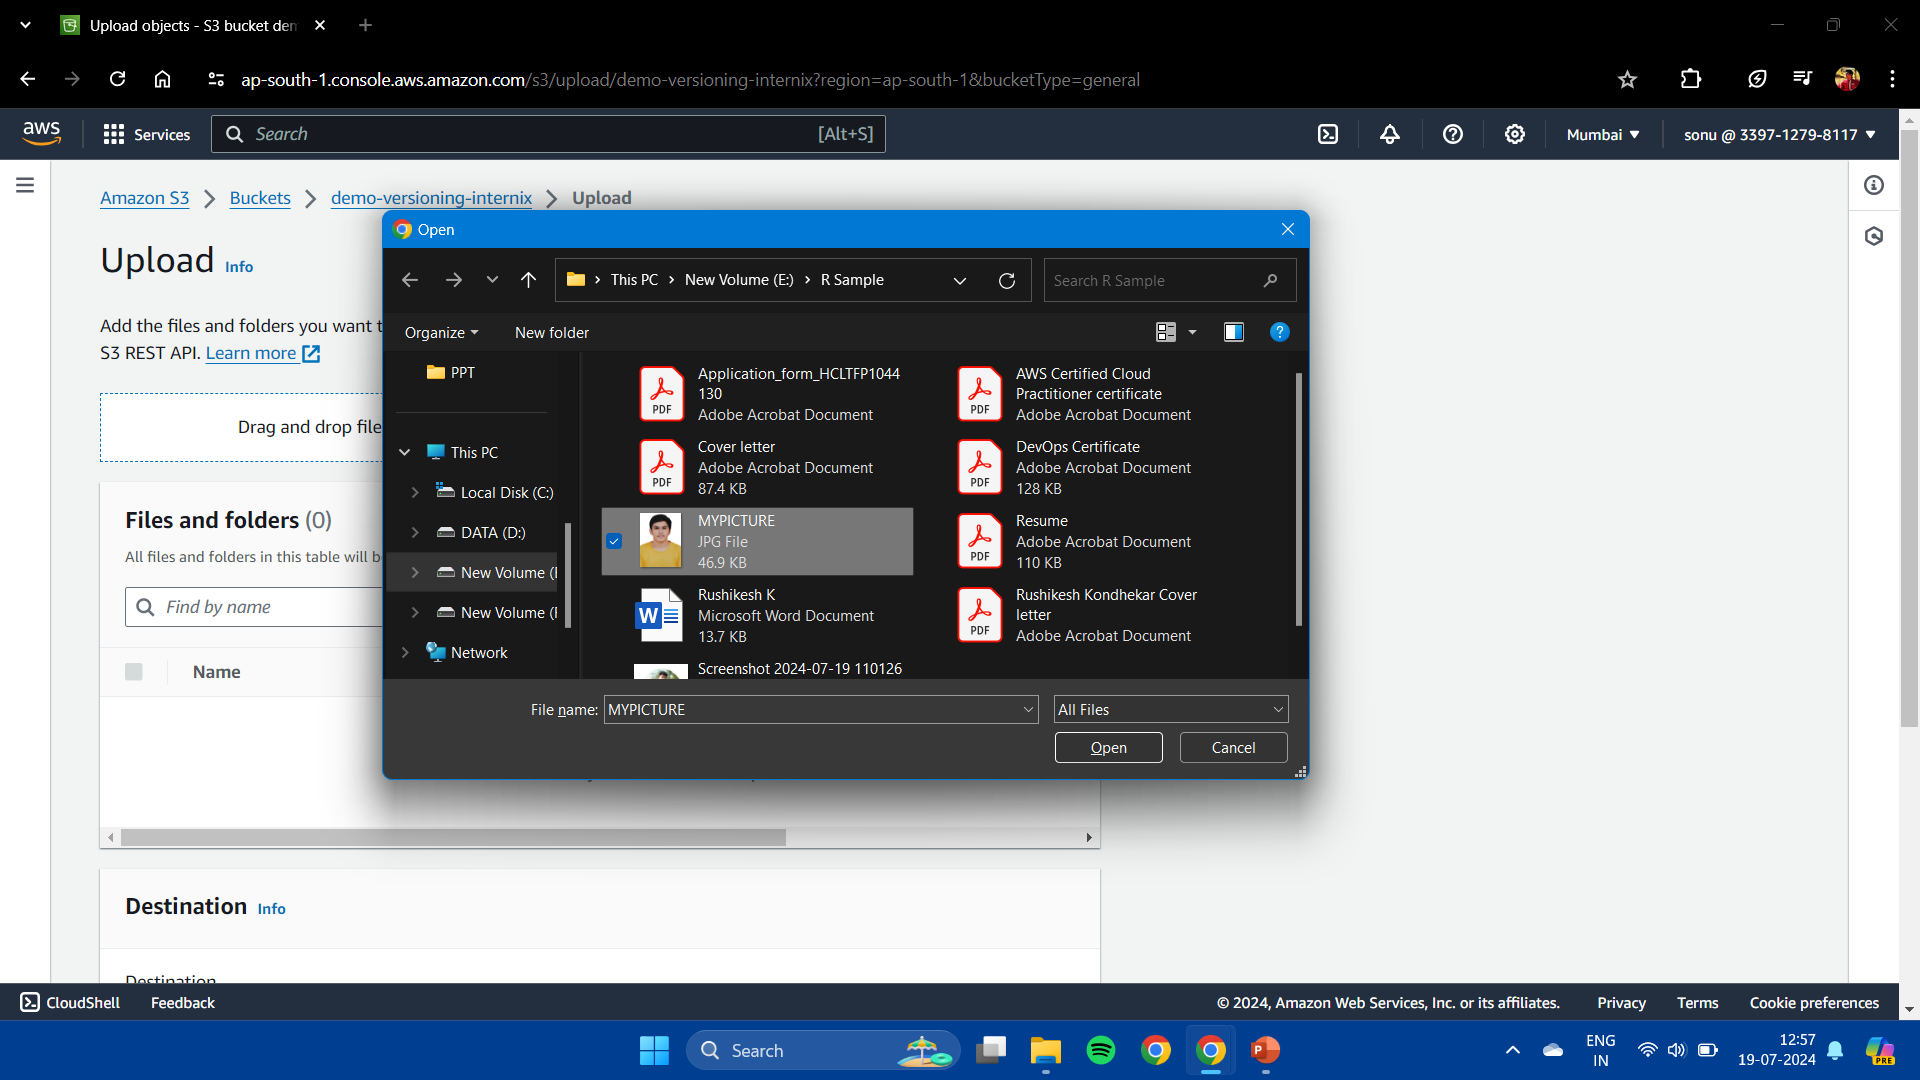 Upload objects - S3 bucket dem
ap-south-1.console.aws.amazon.com/s3/upload/demo-versioning-internix?region=ap-south-1&bucketType=general
aws
Services
Search
[Alt+S]
Mumbai
sonu @ 3397-1279-8117
Amazon S3
Buckets
demo-versioning-internix
Upload
Upload Info
Add the files and folders you want t
S3 REST API. Learn more
Drag and drop file
Files and folders (0)
All files and folders in this table will b
Find by name
Name
Open
This PC
New Volume (E:)
R Sample
Search R Sample
Organize
New folder
PPT
This PC
Local Disk (C:)
DATA (D:)
New Volume (
New Volume (
Network
Application_form_HCLTFP1044
130
Adobe Acrobat Document
PDF
AWS Certified Cloud
Practitioner certificate
Adobe Acrobat Document
PDF
Cover letter
Adobe Acrobat Document
87.4 KB
PDF
DevOps Certificate
Adobe Acrobat Document
128 KB
PDF
MYPICTURE
JPG File
46.9 KB
Resume
Adobe Acrobat Document
110 KB
PDF
Rushikesh K
Microsoft Word Document
13.7 KB
W
Rushikesh Kondhekar Cover
letter
Adobe Acrobat Document
PDF
Screenshot 2024-07-19 110126
File name:
MYPICTURE
All Files
Open
Cancel
Destination Info
Destination
CloudShell
Feedback
© 2024, Amazon Web Services, Inc. or its affiliates.
Privacy
Terms
Cookie preferences
Search
P
ENG
IN
12:57
19-07-2024
PRE